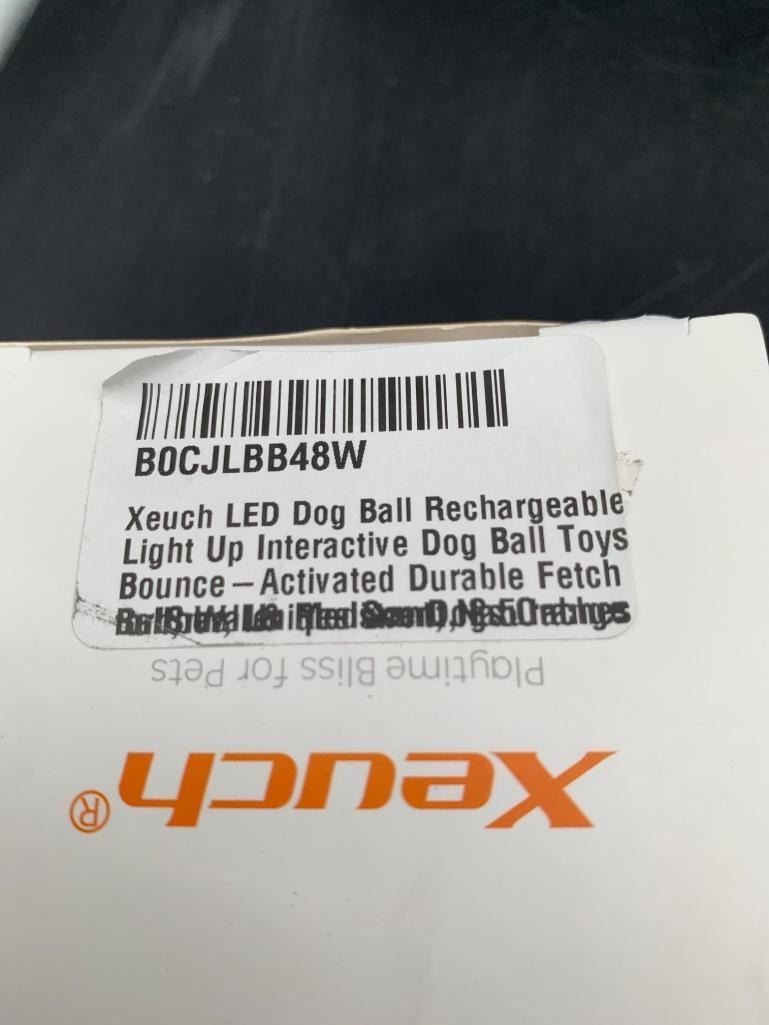 B0CJLBB48W
Xeuch LED Dog Ball Rechargeable
Light Up Interactive Dog Ball Toys
Bounce – Activated Durable Fetch
Playtime Bliss for Pets
Xeuch®